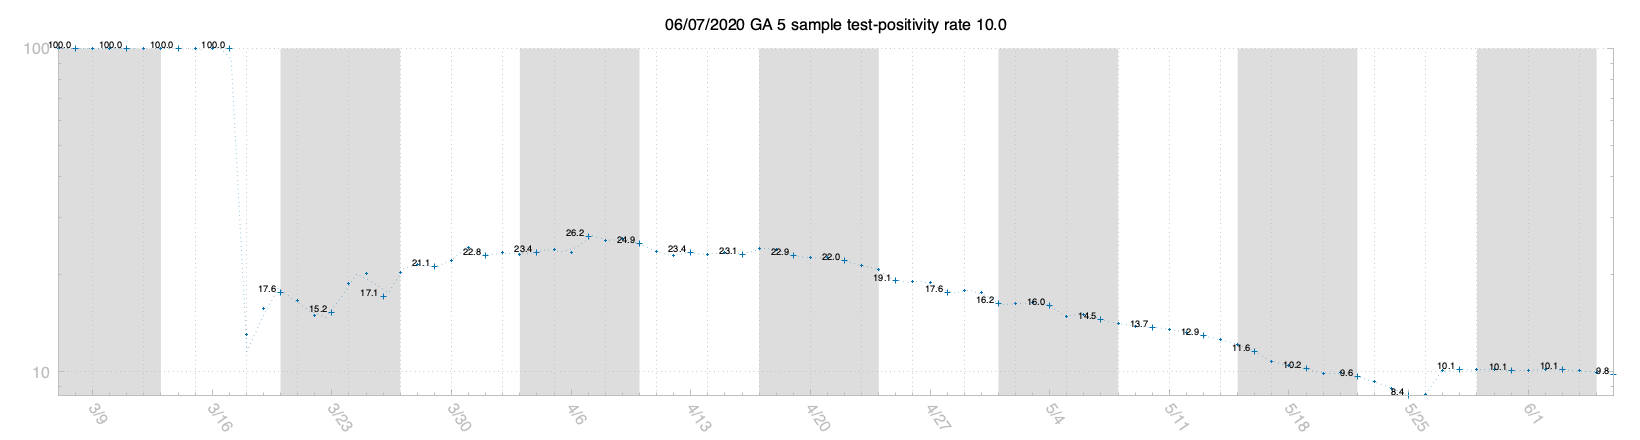 06/07/2020 GA 5 sample test-positivity rate 10.0
100
100.0 100.0 100.0 100.0
17.6 15.2 17.1 21.1 22.8 23.4 26.2 24.9 23.4 23.1 22.9 22.0 19.1 17.6 16.2 16.0 14.5 13.7 12.9 11.6 10.2 9.6 8.4 10.1 10.1 10.1 9.8
10
3/9 3/16 3/23 3/30 4/6 4/13 4/20 4/27 5/4 5/11 5/18 5/25 6/1